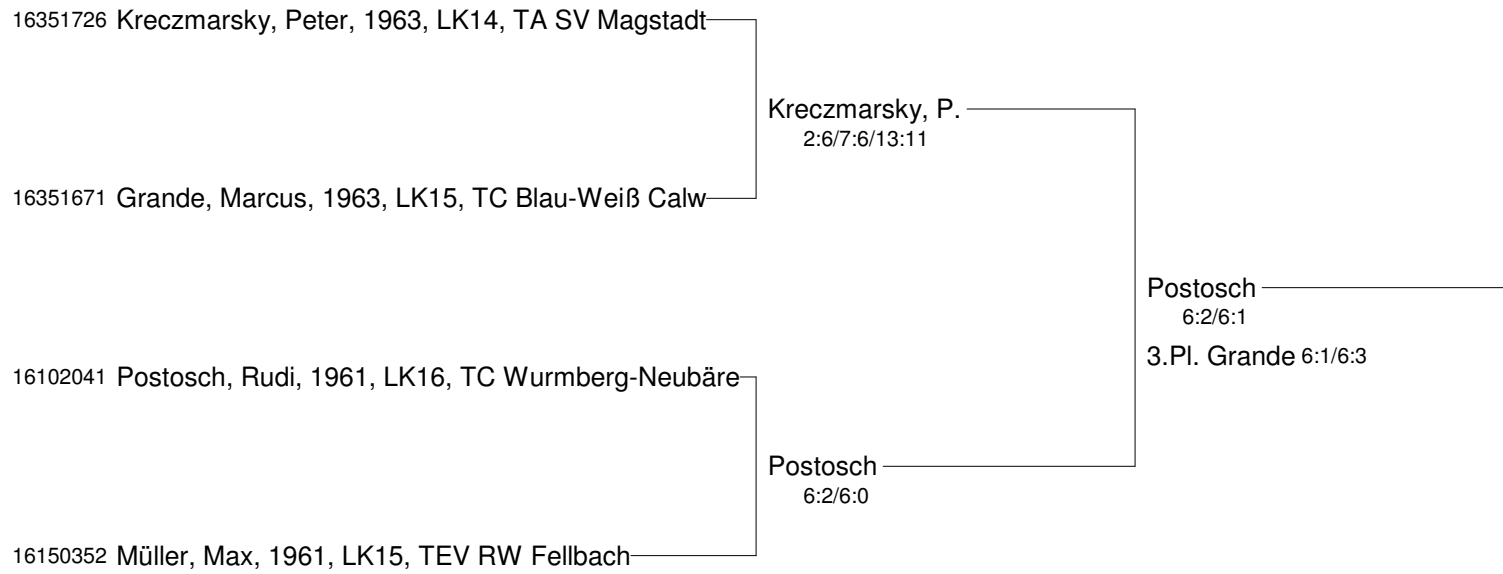 16351726 Kreczmarsky, Peter, 1963, LK14, TA SV Magstadt
Kreczmarsky, P.
2:6/7:6/13:11
16351671 Grande, Marcus, 1963, LK15, TC Blau-Weiß Calw
Postosch
6:2/6:1
3.Pl. Grande 6:1/6:3
16102041 Postosch, Rudi, 1961, LK16, TC Wurmberg-Neubäre
Postosch
6:2/6:0
16150352 Müller, Max, 1961, LK15, TEV RW Fellbach